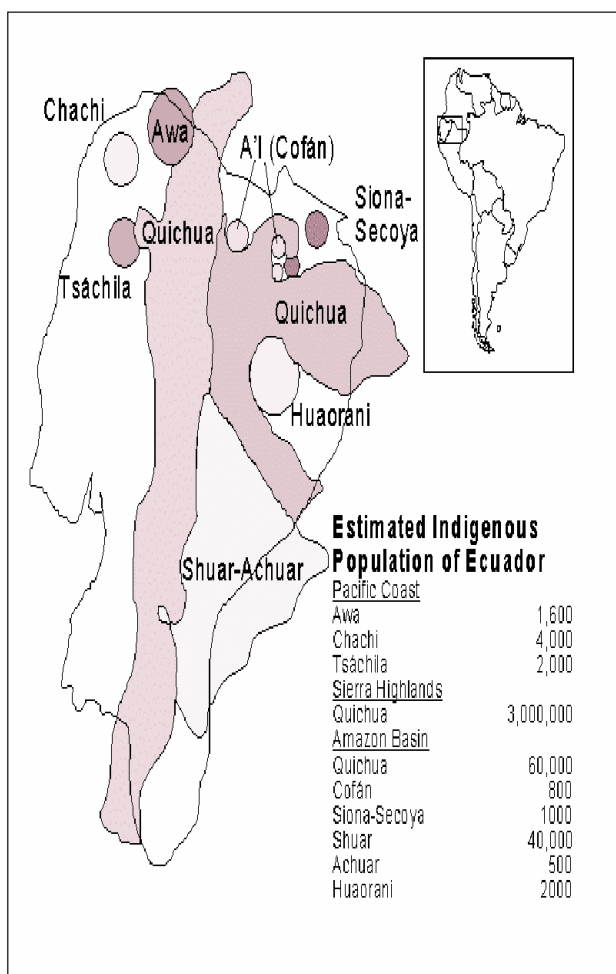 Chachi
Awa
A'I (Cofán)
Siona-
Secoya
Quichua
Tsáchila
Quichua
Huaorani
Shuar-Achuar
Estimated Indigenous
Population of Ecuador
Pacific Coast
Awa 1,600
Chachi 4,000
Tsáchila 2,000
Sierra Highlands
Quichua 3,000,000
Amazon Basin
Quichua 60,000
Cofán 800
Siona-Secoya 1000
Shuar 40,000
Achuar 500
Huaorani 2000